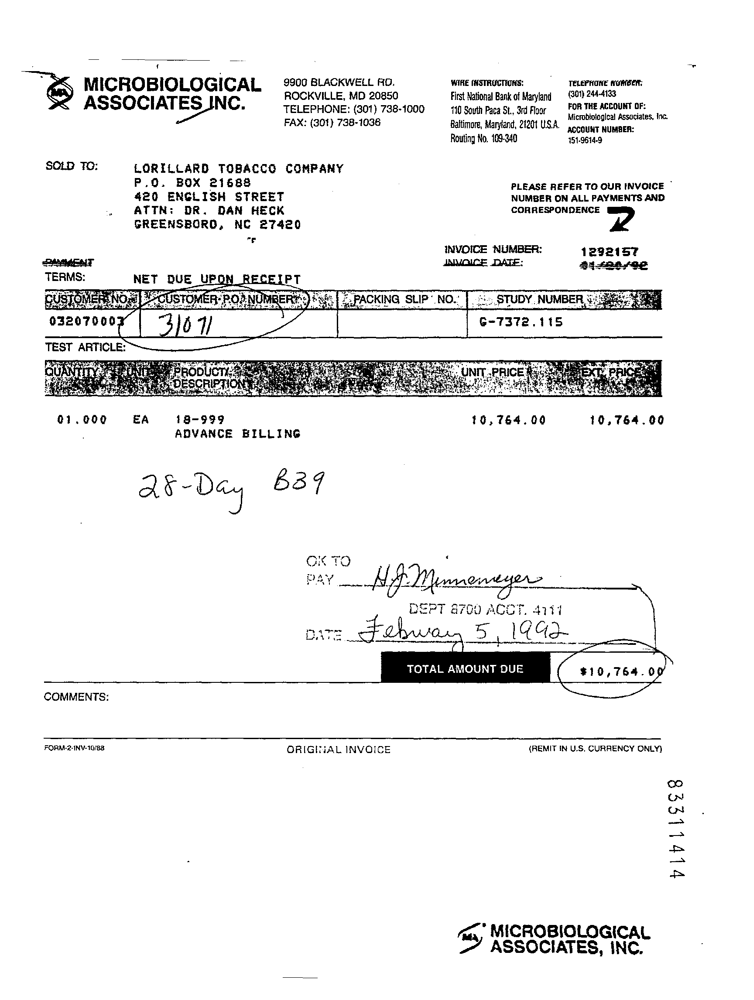 MICROBIOLOGICAL
ASSOCIATES INC.
9900 BLACKWELL RD.
ROCKVILLE, MD 20850
TELEPHONE: (301) 738-1000
FAX: (301) 738-1036
WIRE INSTRUCTIONS:
First National Bank of Maryland
110 South Paca St., 3rd Floor
Baltimore, Maryland, 21201 U.S.A.
Routing No. 109-340
TELEPHONE NUMBER:
(301) 244-4133
FOR THE ACCOUNT OF:
Microbiological Associates, Inc.
ACCOUNT NUMBER:
151-9614-9
SOLD TO:
LORILLARD TOBACCO COMPANY
P.O. BOX 21688
420 ENGLISH STREET
ATTN: DR. DAN HECK
GREENSBORO, NC 27420
PLEASE REFER TO OUR INVOICE
NUMBER ON ALL PAYMENTS AND
CORRESPONDENCE
INVOICE NUMBER: 1292157
INVOICE DATE: 01/20/92
PAYMENT
TERMS: NET DUE UPON RECEIPT
CUSTOMER NO. CUSTOMER P.O. NUMBER PACKING SLIP NO. STUDY NUMBER
032070003 31071 G-7372.115
TEST ARTICLE:
QUANTITY UNIT PRODUCT/ DESCRIPTION UNIT PRICE EXT. PRICE
01.000 EA 18-999 10,764.00 10,764.00
ADVANCE BILLING
28-Day B39
OK TO
PAY H.J. Minnemeyer
DEPT 8700 ACCT. 4111
DATE February 5, 1992
TOTAL AMOUNT DUE $10,764.00
COMMENTS:
FORM-2-INV-10/88 ORIGINAL INVOICE (REMIT IN U.S. CURRENCY ONLY)
83311414
MA MICROBIOLOGICAL
ASSOCIATES, INC.